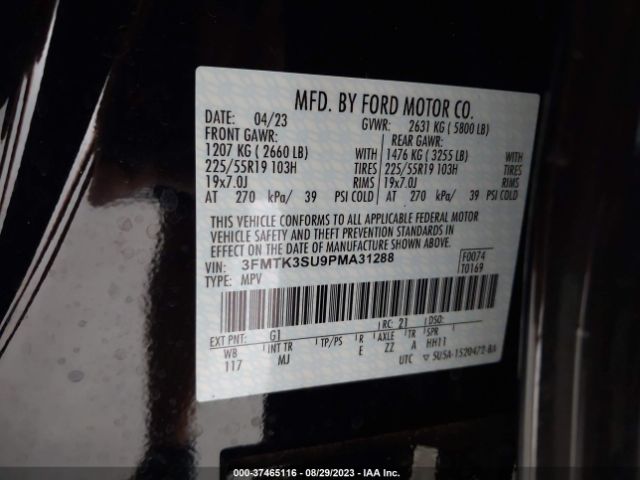 MFD. BY FORD MOTOR CO.
DATE: 04/23 GVWR: 2631 KG ( 5800 LB)
FRONT GAWR: REAR GAWR:
1207 KG ( 2660 LB) WITH 1476 KG ( 3255 LB) WITH
225/55R19 103H TIRES 225/55R19 103H TIRES
19x7.0J RIMS 19x7.0J RIMS
AT 270 kPa/ 39 PSI COLD AT 270 kPa/ 39 PSI COLD
THIS VEHICLE CONFORMS TO ALL APPLICABLE FEDERAL MOTOR
VEHICLE SAFETY AND THEFT PREVENTION STANDARDS IN
EFFECT ON THE DATE OF MANUFACTURE SHOWN ABOVE.
VIN: 3FMTK3SU9PMA31288 F0074
TYPE: MPV T0169
EXT PNT: G1 RC: 21 DSO:
WB INT TR TP/PS R AXLE TR SPR
117 MJ E ZZ A HH11
UTC ▽ 5U5A-1520472-BA
000-37465116 - 08/29/2023 - IAA Inc.